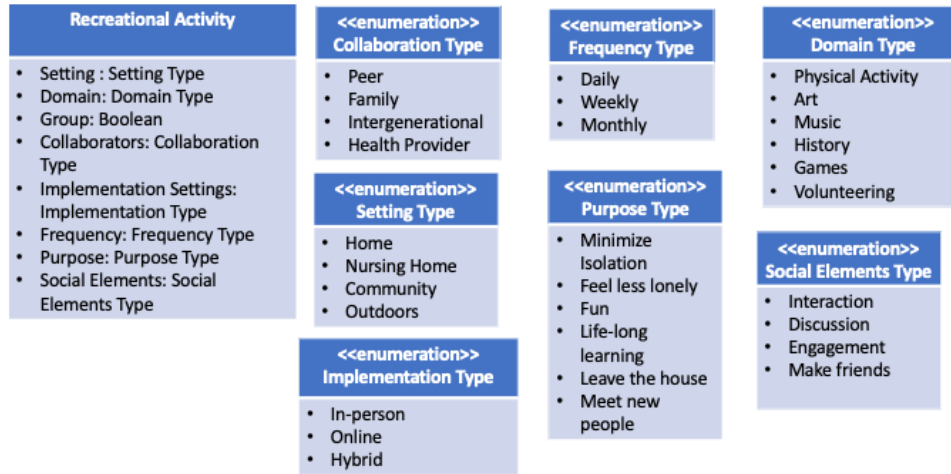 Recreational Activity
• Setting : Setting Type
• Domain: Domain Type
• Group: Boolean
• Collaborators: Collaboration
Type
• Implementation Settings:
Implementation Type
• Frequency: Frequency Type
• Purpose: Purpose Type
• Social Elements: Social
Elements Type
<<enumeration>>
Collaboration Type
• Peer
• Family
• Intergenerational
• Health Provider
<<enumeration>>
Setting Type
• Home
• Nursing Home
• Community
• Outdoors
<<enumeration>>
Implementation Type
• In-person
• Online
• Hybrid
<<enumeration>>
Frequency Type
• Daily
• Weekly
• Monthly
<<enumeration>>
Purpose Type
• Minimize
Isolation
• Feel less lonely
• Fun
• Life-long
learning
• Leave the house
• Meet new
people
<<enumeration>>
Domain Type
• Physical Activity
• Art
• Music
• History
• Games
• Volunteering
<<enumeration>>
Social Elements Type
• Interaction
• Discussion
• Engagement
• Make friends